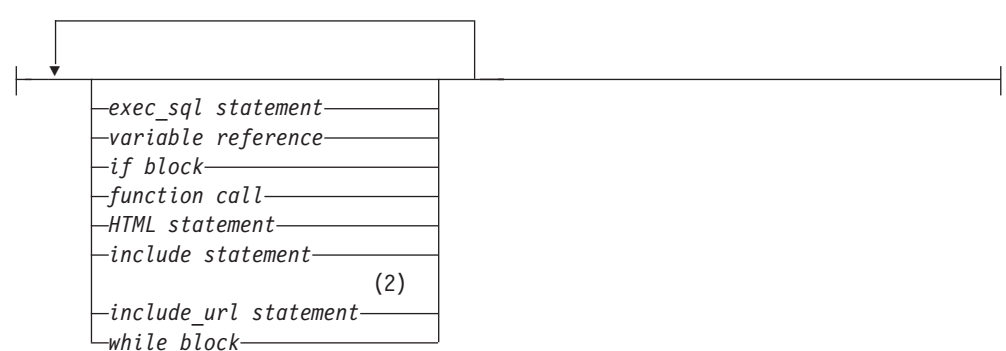 exec_sql statement
variable reference
if block
function call
HTML statement
include statement
(2)
include_url statement
while block